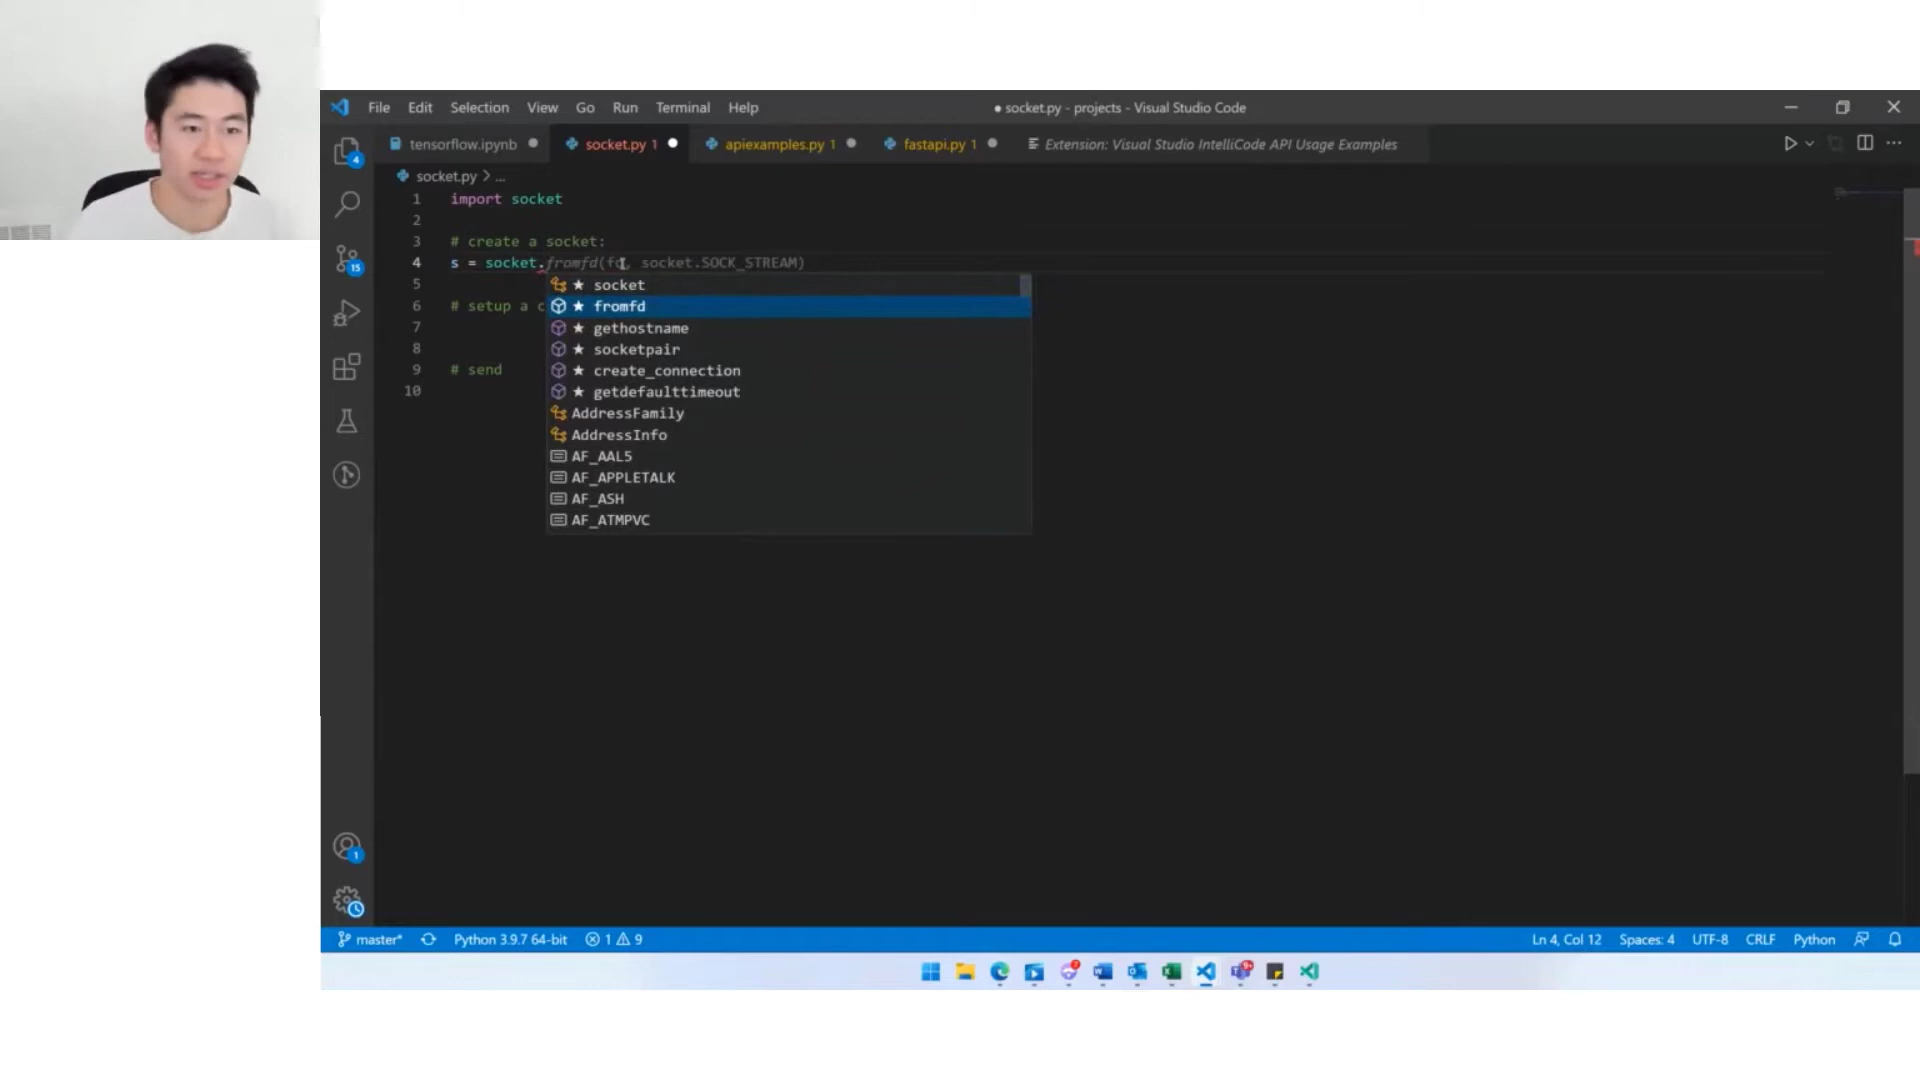 File Edit Selection View Go Run Terminal Help
● socket.py - projects - Visual Studio Code
tensorflow.ipynb
socket.py 1
apiexamples.py 1
fastapi.py 1
Extension: Visual Studio IntelliCode API Usage Examples
socket.py > ...
1 import socket
2
3 # create a socket:
4 s = socket.fromfd(fd, socket.SOCK_STREAM)
5
6 # setup a c
7
8
9 # send
10
★ socket
★ fromfd
★ gethostname
★ socketpair
★ create_connection
★ getdefaulttimeout
AddressFamily
AddressInfo
AF_AAL5
AF_APPLETALK
AF_ASH
AF_ATMPVC
4
15
1
master* Python 3.9.7 64-bit 1 9
Ln 4, Col 12 Spaces: 4 UTF-8 CRLF Python